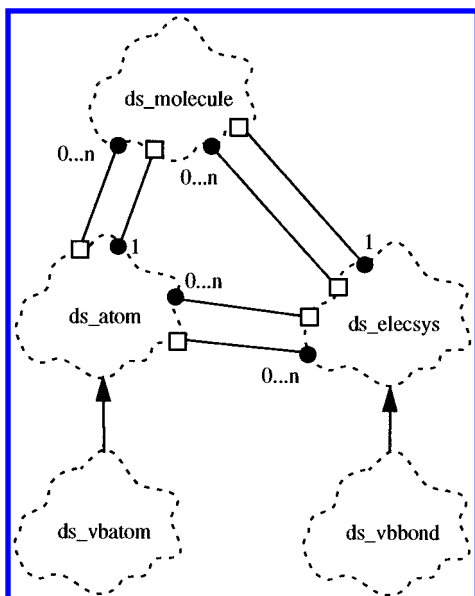 ds_molecule
0...n
0...n
1
1
0...n
ds_atom
ds_elecsys
0...n
ds_vbatom
ds_vbbond